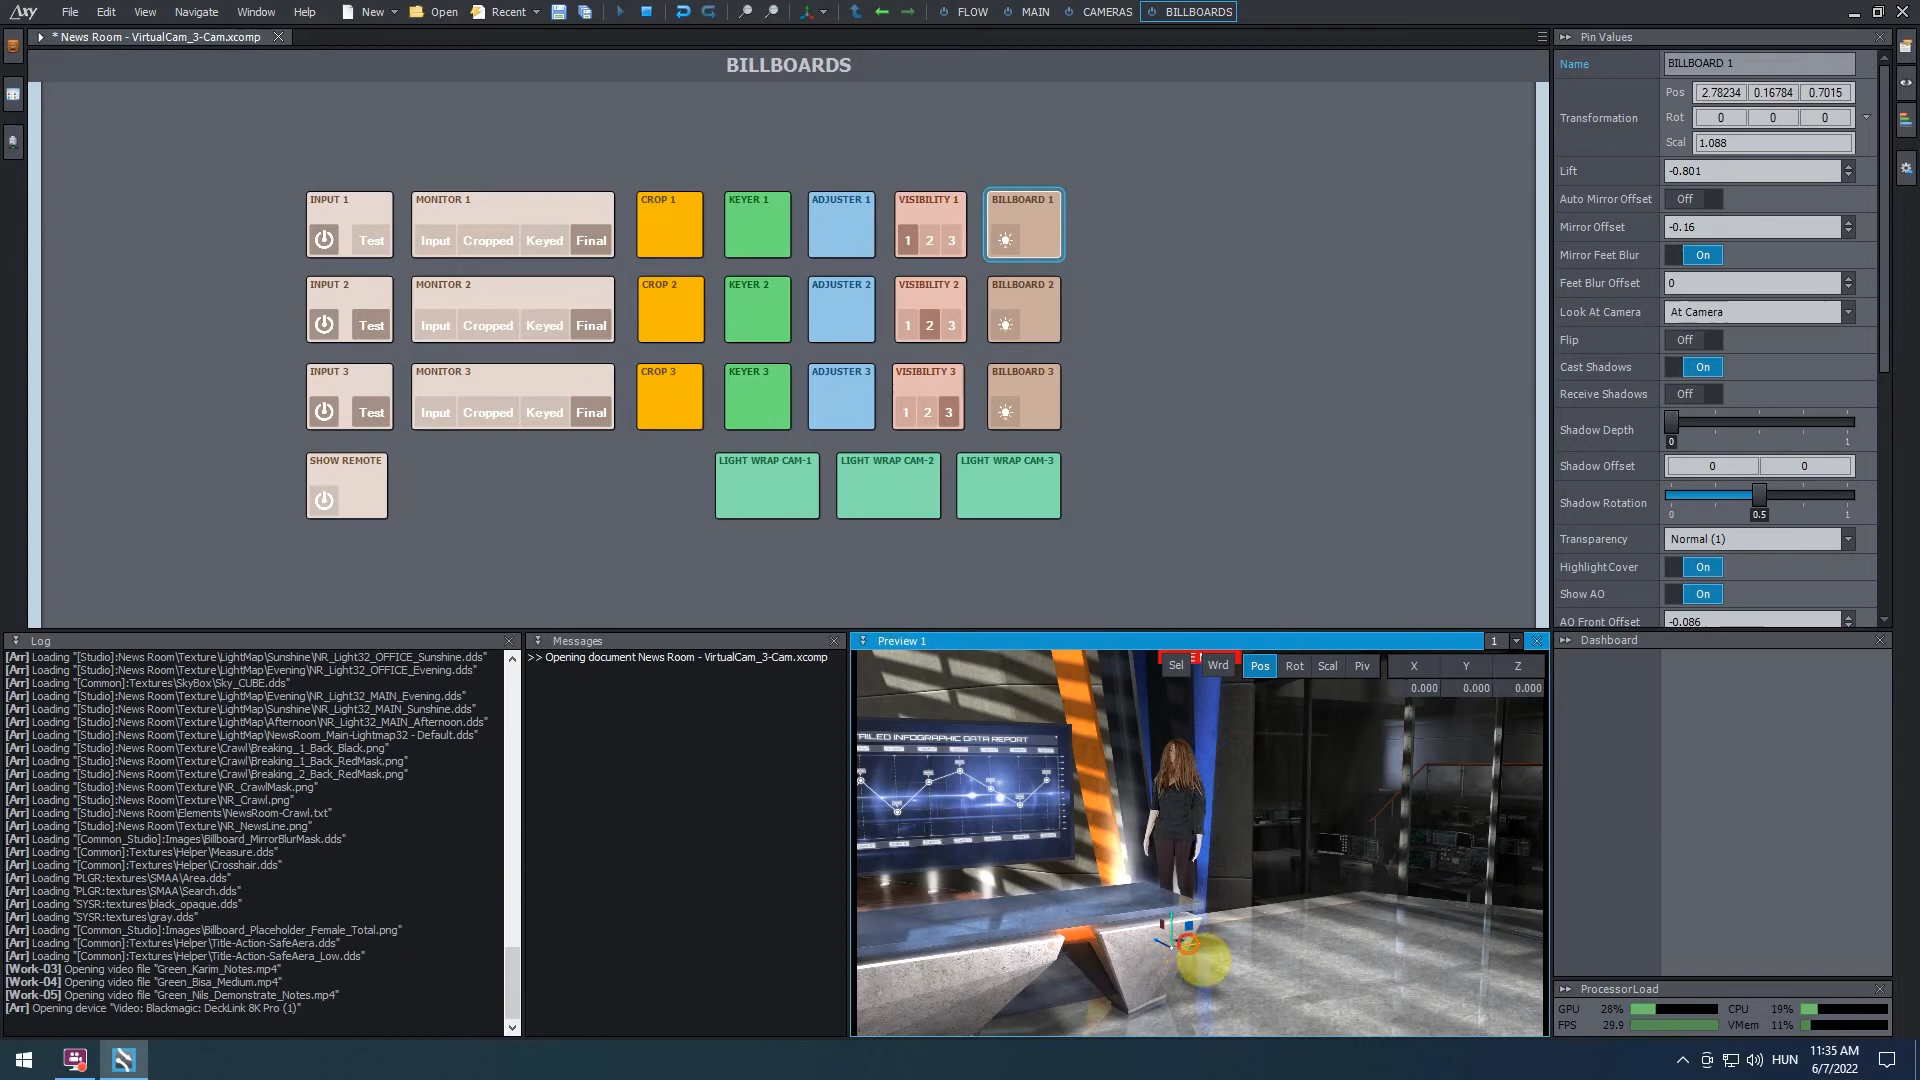 Axy File Edit View Navigate Window Help New Open Recent FLOW MAIN CAMERAS BILLBOARDS
* News Room - VirtualCam_3-Cam.xcomp
BILLBOARDS
INPUT 1 MONITOR 1 CROP 1 KEYER 1 ADJUSTER 1 VISIBILITY 1 BILLBOARD 1
Test Input Cropped Keyed Final 1 2 3
INPUT 2 MONITOR 2 CROP 2 KEYER 2 ADJUSTER 2 VISIBILITY 2 BILLBOARD 2
Test Input Cropped Keyed Final 1 2 3
INPUT 3 MONITOR 3 CROP 3 KEYER 3 ADJUSTER 3 VISIBILITY 3 BILLBOARD 3
Test Input Cropped Keyed Final 1 2 3
SHOW REMOTE LIGHT WRAP CAM-1 LIGHT WRAP CAM-2 LIGHT WRAP CAM-3
Pin Values
Name BILLBOARD 1
Pos 2.78234 0.16784 0.7015
Transformation Rot 0 0 0
Scal 1.088
Lift -0.801
Auto Mirror Offset Off
Mirror Offset -0.16
Mirror Feet Blur On
Feet Blur Offset 0
Look At Camera At Camera
Flip Off
Cast Shadows On
Receive Shadows Off
Shadow Depth 0 1
Shadow Offset 0 0
Shadow Rotation 0 0.5 1
Transparency Normal (1)
HighlightCover On
Show AO On
AO Front Offset -0.086
Log
[Arr] Loading "[Studio]:News Room\Texture\LightMap\Sunshine\NR_Light32_OFFICE_Sunshine.dds"
[Arr] Loading "[Studio]:News Room\Texture\LightMap\Evening\NR_Light32_OFFICE_Evening.dds"
[Arr] Loading "[Common]:Textures\SkyBox\Sky_CUBE.dds"
[Arr] Loading "[Studio]:News Room\Texture\LightMap\Evening\NR_Light32_MAIN_Evening.dds"
[Arr] Loading "[Studio]:News Room\Texture\LightMap\Sunshine\NR_Light32_MAIN_Sunshine.dds"
[Arr] Loading "[Studio]:News Room\Texture\LightMap\Afternoon\NR_Light32_MAIN_Afternoon.dds"
[Arr] Loading "[Studio]:News Room\Texture\LightMap\NewsRoom_Main-Lightmap32 - Default.dds"
[Arr] Loading "[Studio]:News Room\Texture\Crawl\Breaking_1_Back_Black.png"
[Arr] Loading "[Studio]:News Room\Texture\Crawl\Breaking_1_Back_RedMask.png"
[Arr] Loading "[Studio]:News Room\Texture\Crawl\Breaking_2_Back_RedMask.png"
[Arr] Loading "[Studio]:News Room\Texture\NR_CrawlMask.png"
[Arr] Loading "[Studio]:News Room\Texture\NR_Crawl.png"
[Arr] Loading "[Studio]:News Room\Elements\NewsRoom-Crawl.txt"
[Arr] Loading "[Studio]:News Room\Texture\NR_NewsLine.png"
[Arr] Loading "[Common_Studio]:Images\Billboard_MirrorBlurMask.dds"
[Arr] Loading "[Common]:Textures\Helper\Measure.dds"
[Arr] Loading "[Common]:Textures\Helper\Crosshair.dds"
[Arr] Loading "PLGR:textures\SMAA\Area.dds"
[Arr] Loading "PLGR:textures\SMAA\Search.dds"
[Arr] Loading "SYSR:textures\black_opaque.dds"
[Arr] Loading "SYSR:textures\gray.dds"
[Arr] Loading "[Common_Studio]:Images\Billboard_Placeholder_Female_Total.png"
[Arr] Loading "[Common]:Textures\Helper\Title-Action-SafeAera.dds"
[Arr] Loading "[Common]:Textures\Helper\Title-Action-SafeAera_Low.dds"
[Work-03] Opening video file "Green_Karim_Notes.mp4"
[Work-04] Opening video file "Green_Bisa_Medium.mp4"
[Work-05] Opening video file "Green_Nils_Demonstrate_Notes.mp4"
[Arr] Opening device "Video: Blackmagic: DeckLink 8K Pro (1)"
Messages
>> Opening document News Room - VirtualCam_3-Cam.xcomp
Preview 1 1
Sel Wrd Pos Rot Scal Piv X Y Z
0.000 0.000 0.000
TAILED INFOGRAPHIC DATA REPORT
Dashboard
ProcessorLoad
GPU 28% CPU 19%
FPS 29.9 VMem 11%
HUN 11:35 AM
6/7/2022